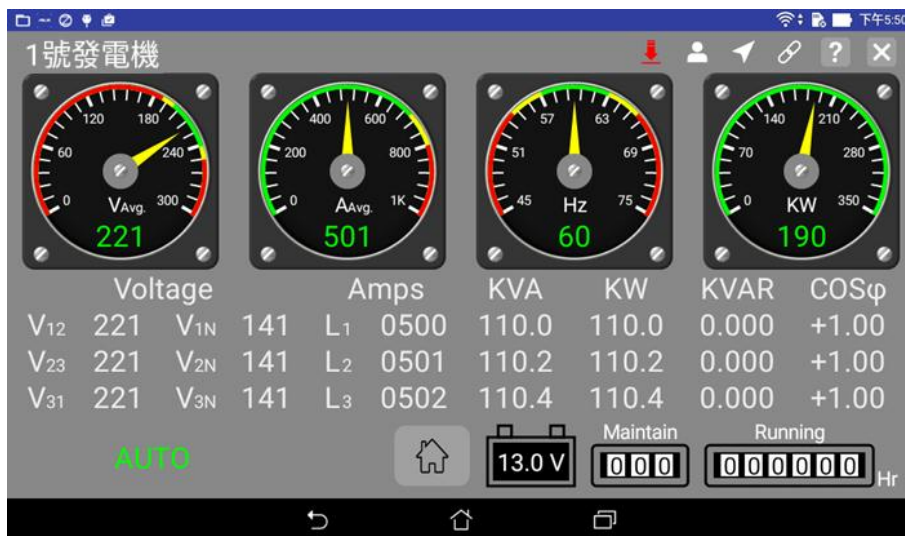 下午5:50
1號發電機
?
0 60 120 180 240 300
VAvg.
221
0 200 400 600 800 1K
AAvg.
501
45 51 57 63 69 75
Hz
60
0 70 140 210 280 350
KW
190
Voltage Amps KVA KW KVAR COSφ
V12 221 V1N 141 L1 0500 110.0 110.0 0.000 +1.00
V23 221 V2N 141 L2 0501 110.2 110.2 0.000 +1.00
V31 221 V3N 141 L3 0502 110.4 110.4 0.000 +1.00
Maintain Running
AUTO 13.0 V 000 000000 Hr